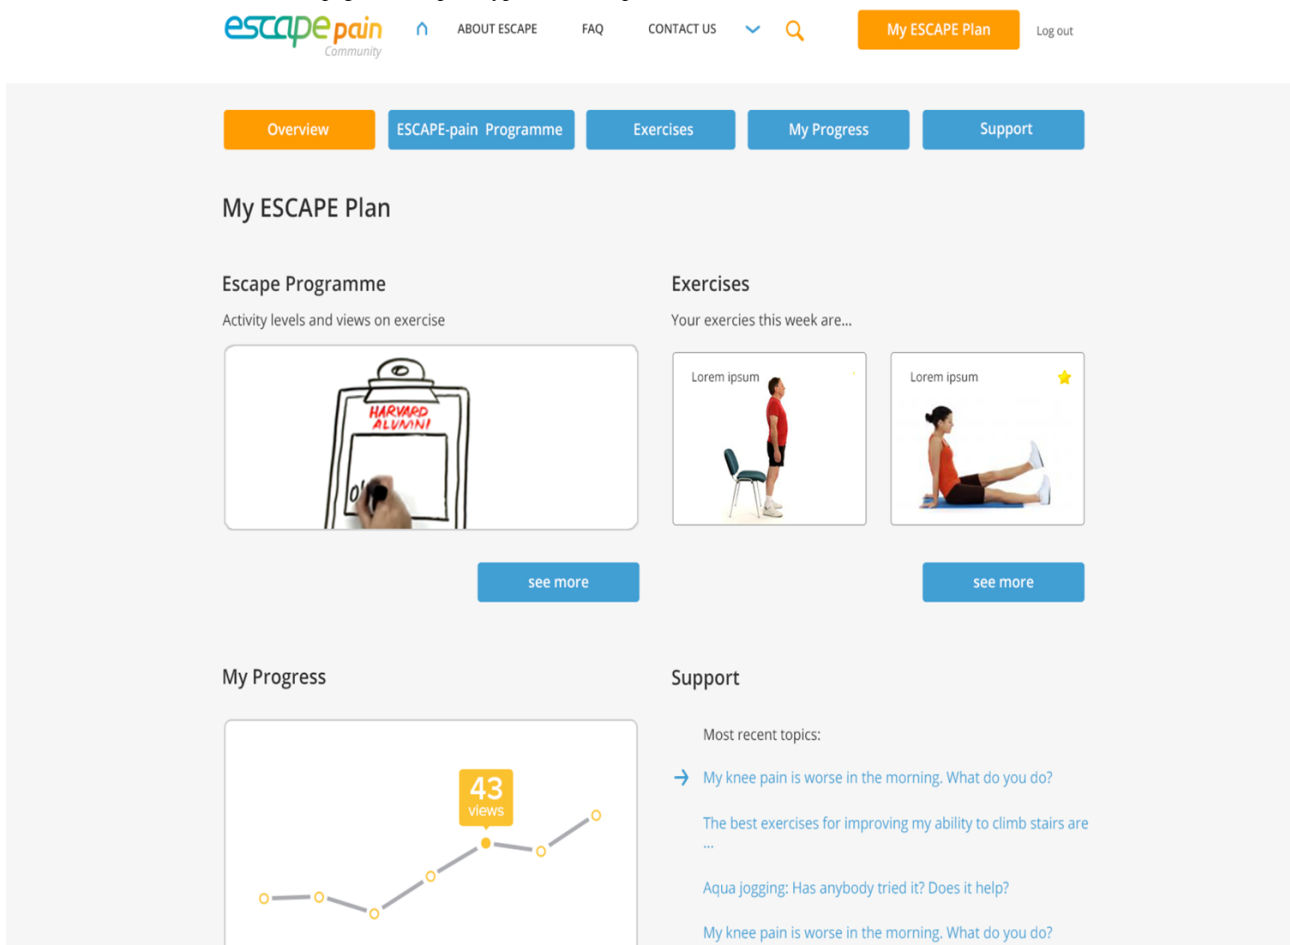 escape pain
Community
ABOUT ESCAPE
FAQ
CONTACT US
My ESCAPE Plan
Log out
Overview
ESCAPE-pain Programme
Exercises
My Progress
Support
My ESCAPE Plan
Escape Programme
Activity levels and views on exercise
HARVARD
ALUMNI
see more
Exercises
Your exercies this week are...
Lorem ipsum
Lorem ipsum
see more
My Progress
43
views
Support
Most recent topics:
My knee pain is worse in the morning. What do you do?
The best exercises for improving my ability to climb stairs are
...
Aqua jogging: Has anybody tried it? Does it help?
My knee pain is worse in the morning. What do you do?